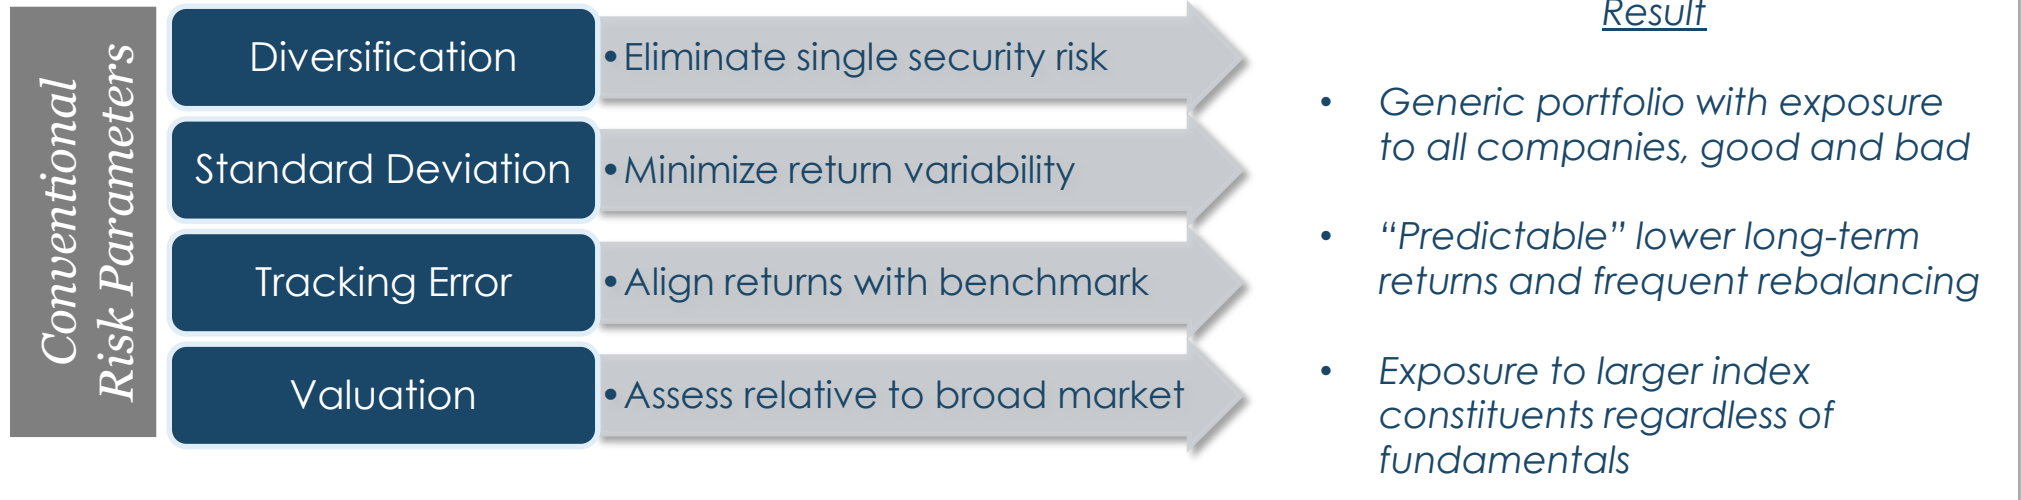 Conventional
Risk Parameters
Diversification
• Eliminate single security risk
Standard Deviation
• Minimize return variability
Tracking Error
• Align returns with benchmark
Valuation
• Assess relative to broad market
Result
• Generic portfolio with exposure
to all companies, good and bad
• “Predictable” lower long-term
returns and frequent rebalancing
• Exposure to larger index
constituents regardless of
fundamentals